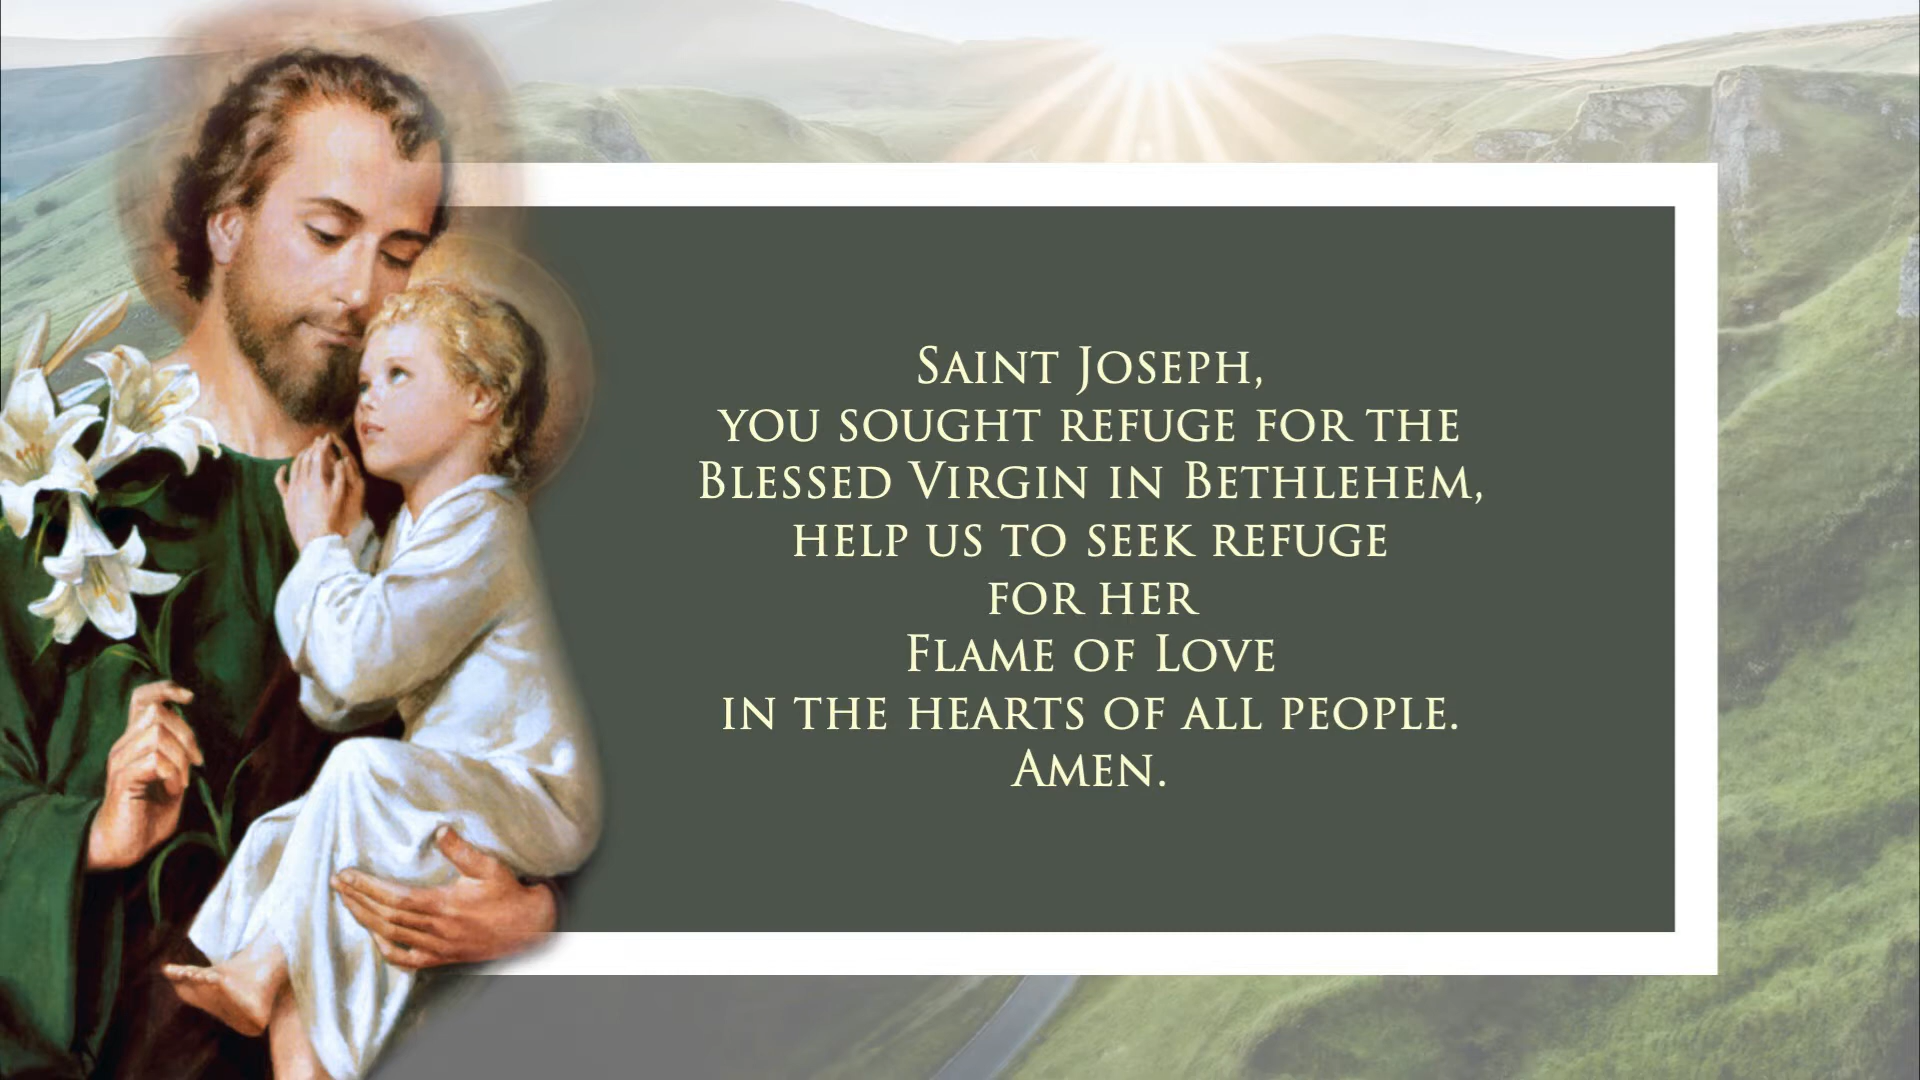 Saint Joseph,
you sought refuge for the
Blessed Virgin in Bethlehem,
help us to seek refuge
for her
Flame of Love
in the hearts of all people.
Amen.